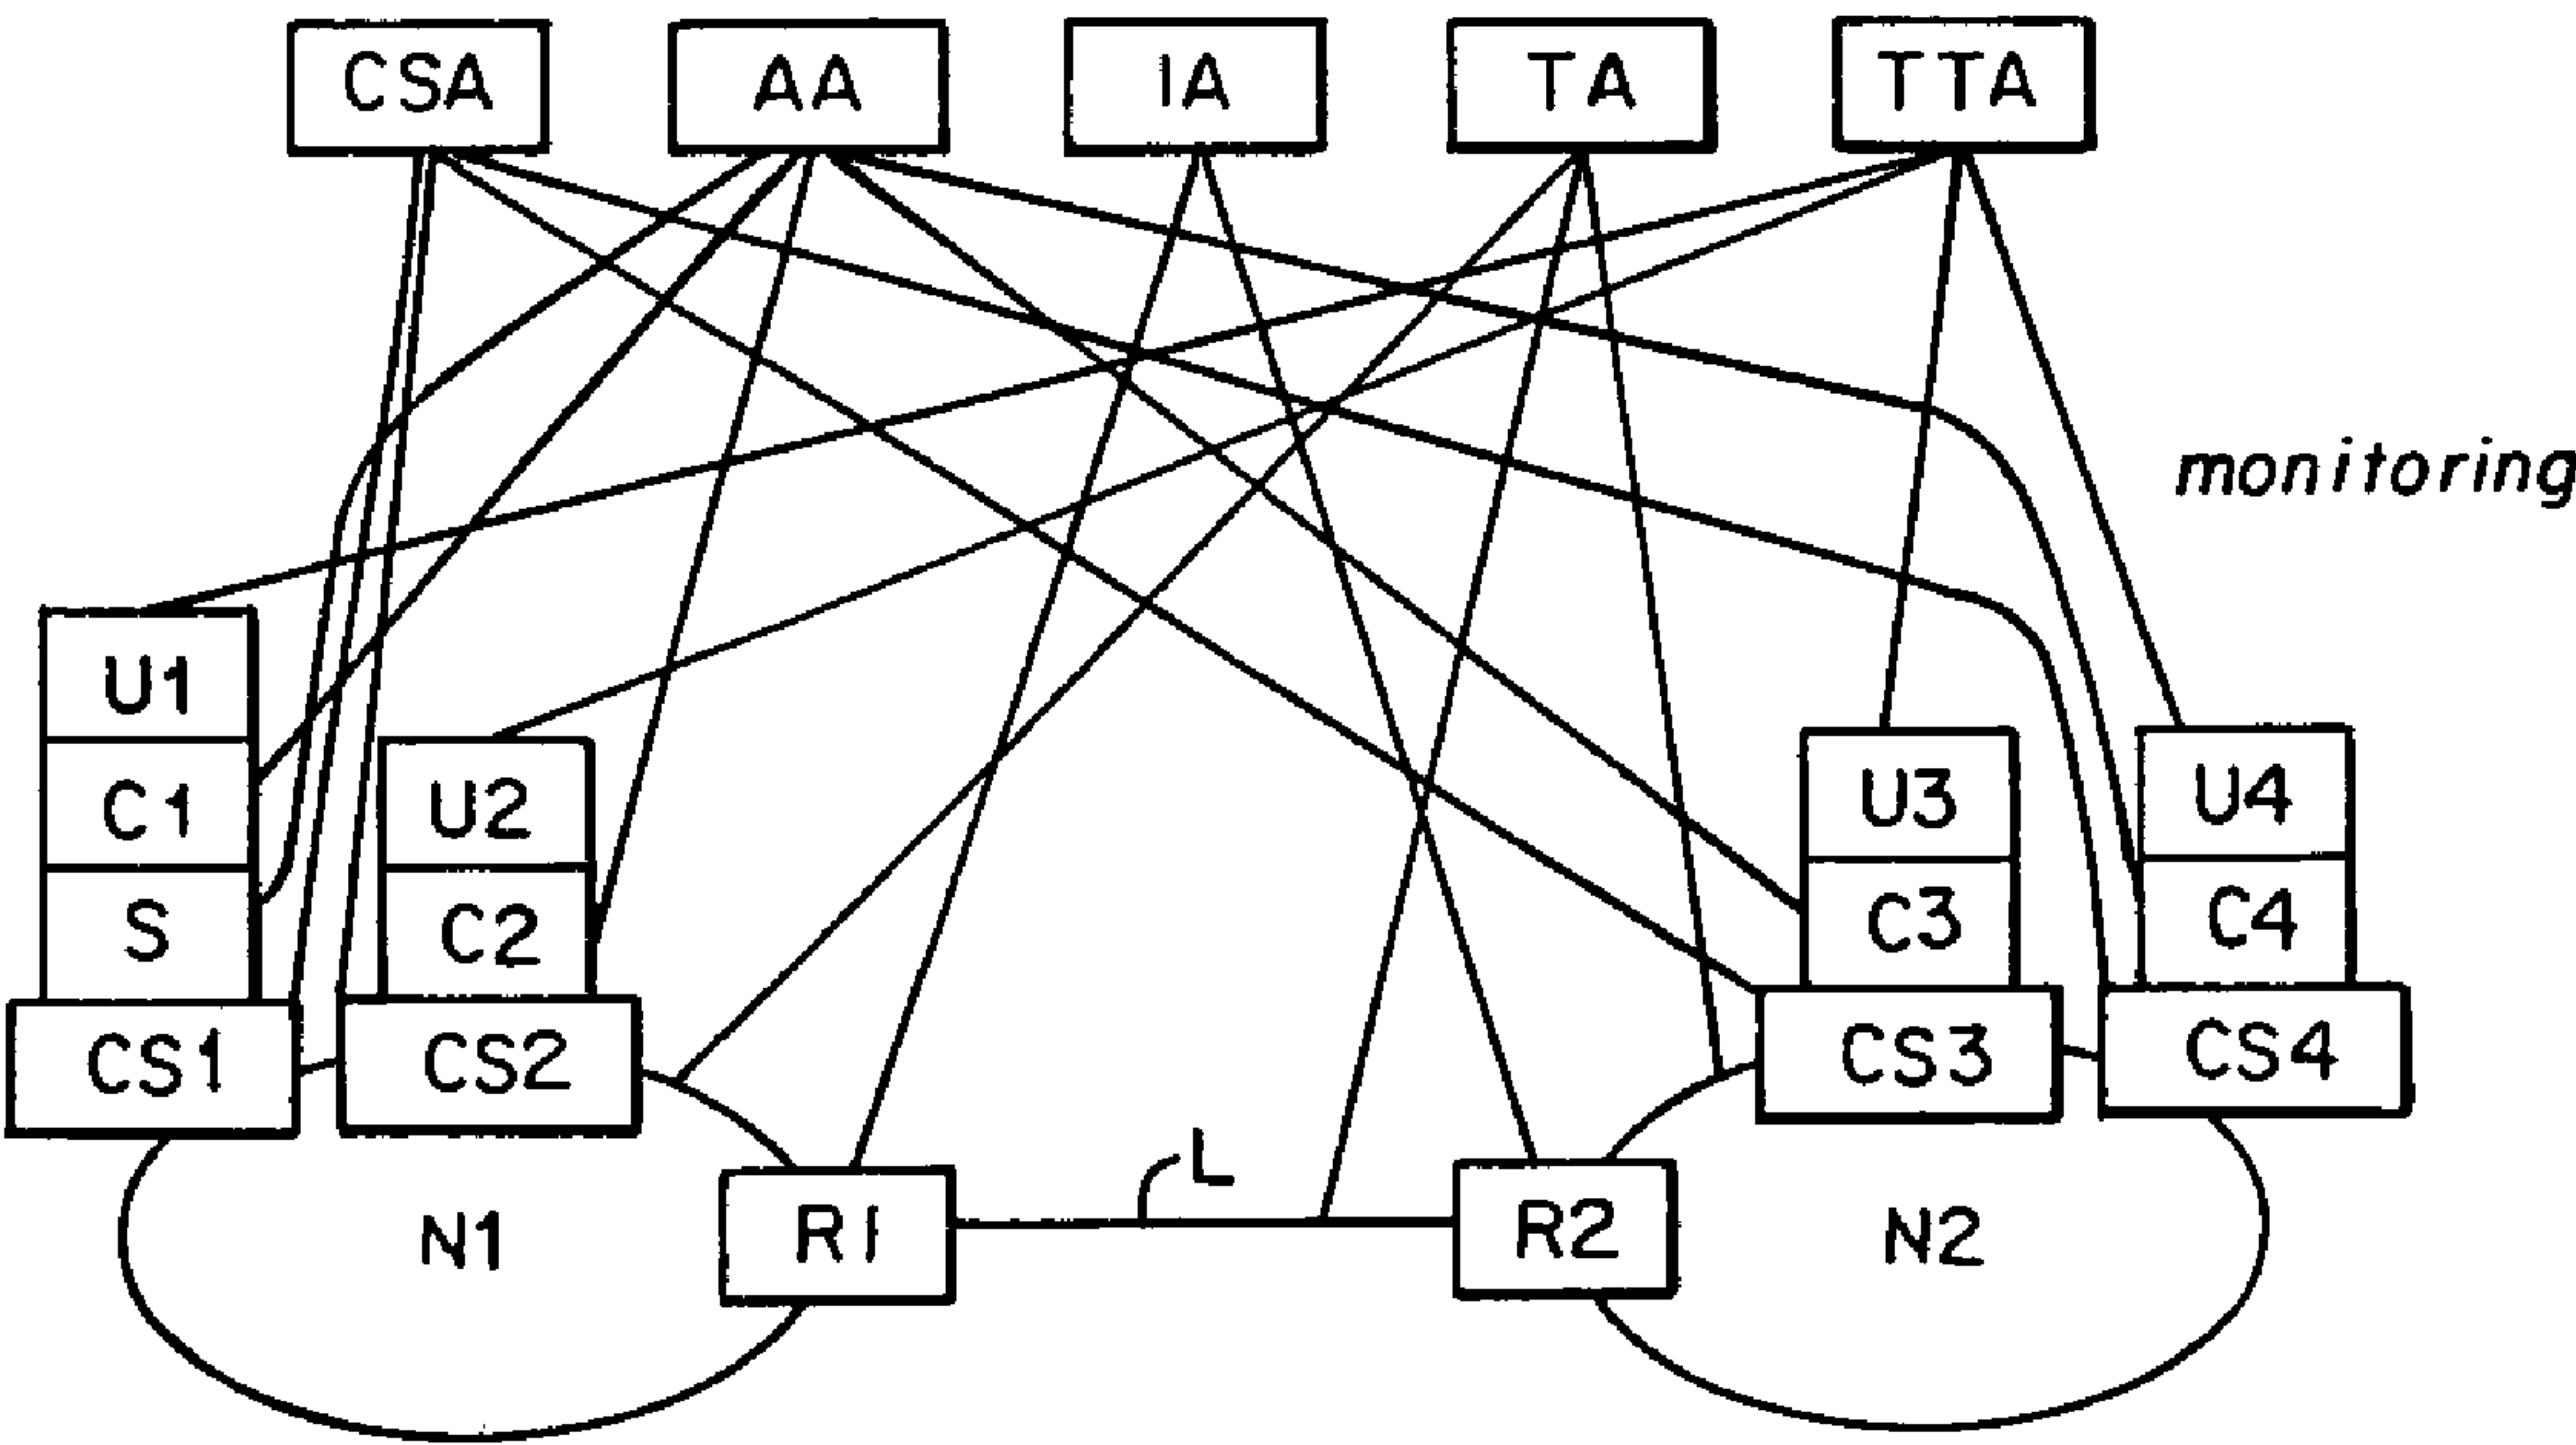 CSA AA IA TA TTA
monitoring
U1
C1 U2 U3 U4
S C2 C3 C4
CS1 CS2 CS3 CS4
L
N1 R1 R2 N2